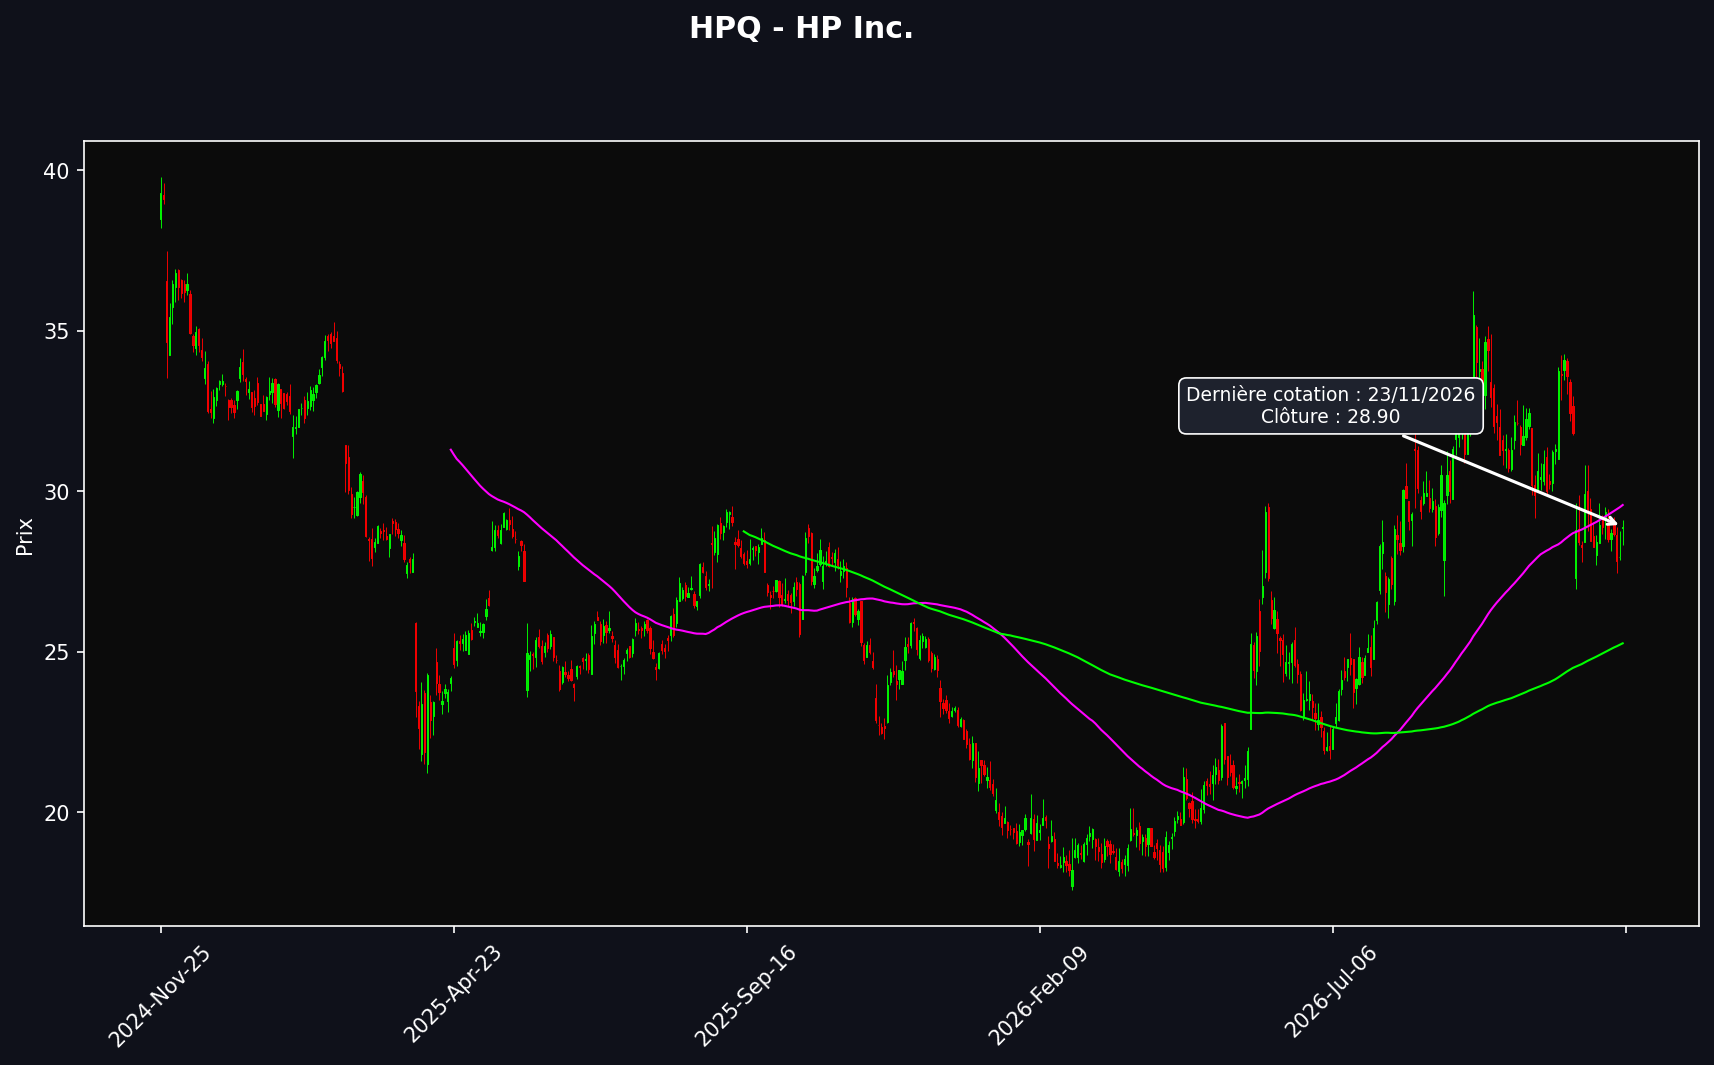 HPQ - HP Inc.
40
35
30
25
20
Prix
Dernière cotation : 23/11/2026
Clôture : 28.90
2024-Nov-25
2025-Apr-23
2025-Sep-16
2026-Feb-09
2026-Jul-06